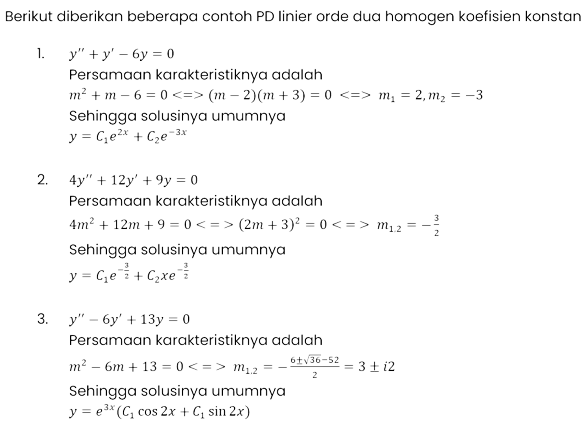 Berikut diberikan beberapa contoh PD linier orde dua homogen koefisien konstan
1. y′′ + y′ − 6y = 0
Persamaan karakteristiknya adalah
m² + m − 6 = 0 <=> (m − 2)(m + 3) = 0 <=> m₁ = 2, m₂ = −3
Sehingga solusinya umumnya
y = C₁e²ˣ + C₂e⁻³ˣ
2. 4y′′ + 12y′ + 9y = 0
Persamaan karakteristiknya adalah
4m² + 12m + 9 = 0 < = > (2m + 3)² = 0 < = > m₁.₂ = −3/2
Sehingga solusinya umumnya
y = C₁e^(−3/2) + C₂xe^(−3/2)
3. y′′ − 6y′ + 13y = 0
Persamaan karakteristiknya adalah
m² − 6m + 13 = 0 < = > m₁.₂ = −(6±√36−52)/2 = 3 ± i2
Sehingga solusinya umumnya
y = e³ˣ(C₁ cos 2x + C₁ sin 2x)